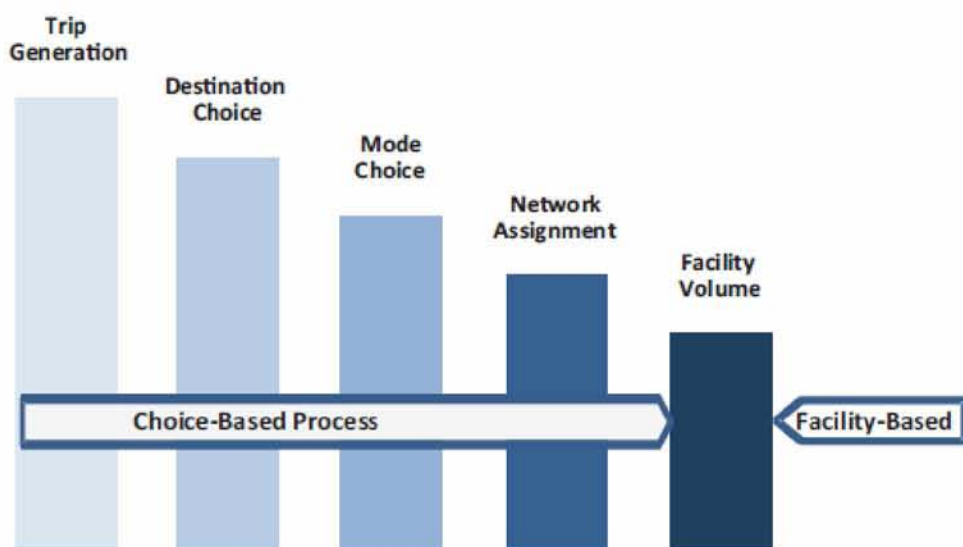 Trip
Generation
Destination
Choice
Mode
Choice
Network
Assignment
Facility
Volume
Choice-Based Process
Facility-Based